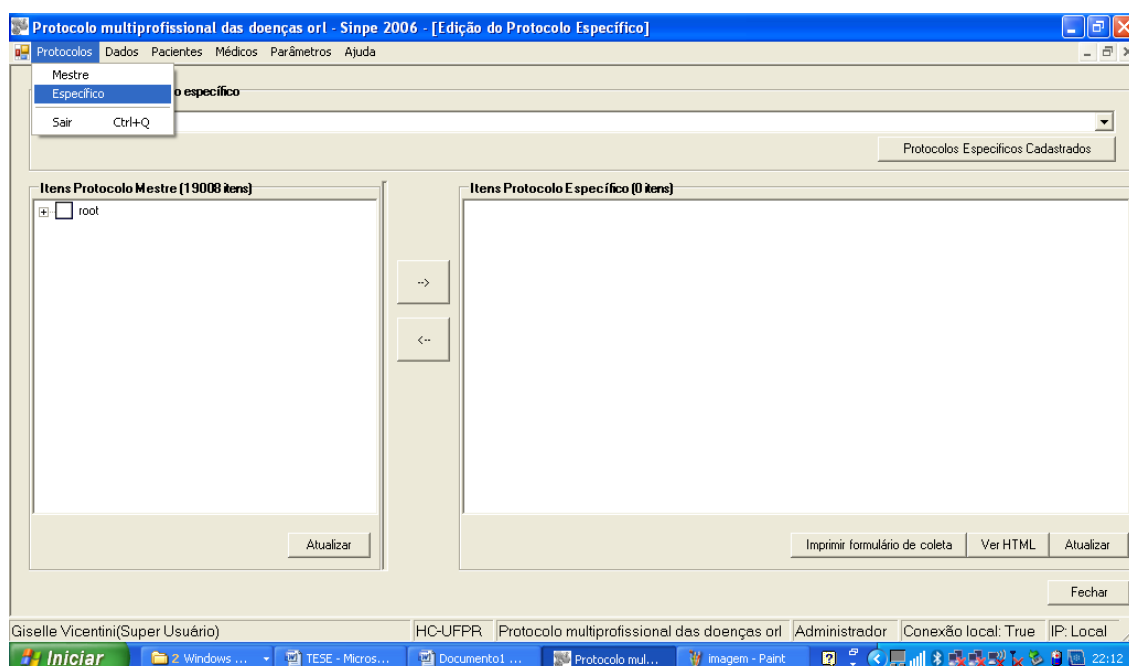 Protocolo multiprofissional das doenças orl - Sinpe 2006 - [Edição do Protocolo Específico]
Protocolos Dados Pacientes Médicos Parâmetros Ajuda
Mestre
Específico
o específico
Sair Ctrl+Q
Protocolos Especificos Cadastrados
Itens Protocolo Mestre (19008 itens)
Itens Protocolo Específico (0 itens)
root
-->
<--
Atualizar
Imprimir formulário de coleta Ver HTML Atualizar
Fechar
Giselle Vicentini(Super Usuário) HC-UFPR Protocolo multiprofissional das doenças orl Administrador Conexão local: True IP: Local
Iniciar 2 Windows ... TESE - Micros... Documento1 ... Protocolo mul... imagem - Paint 22:12